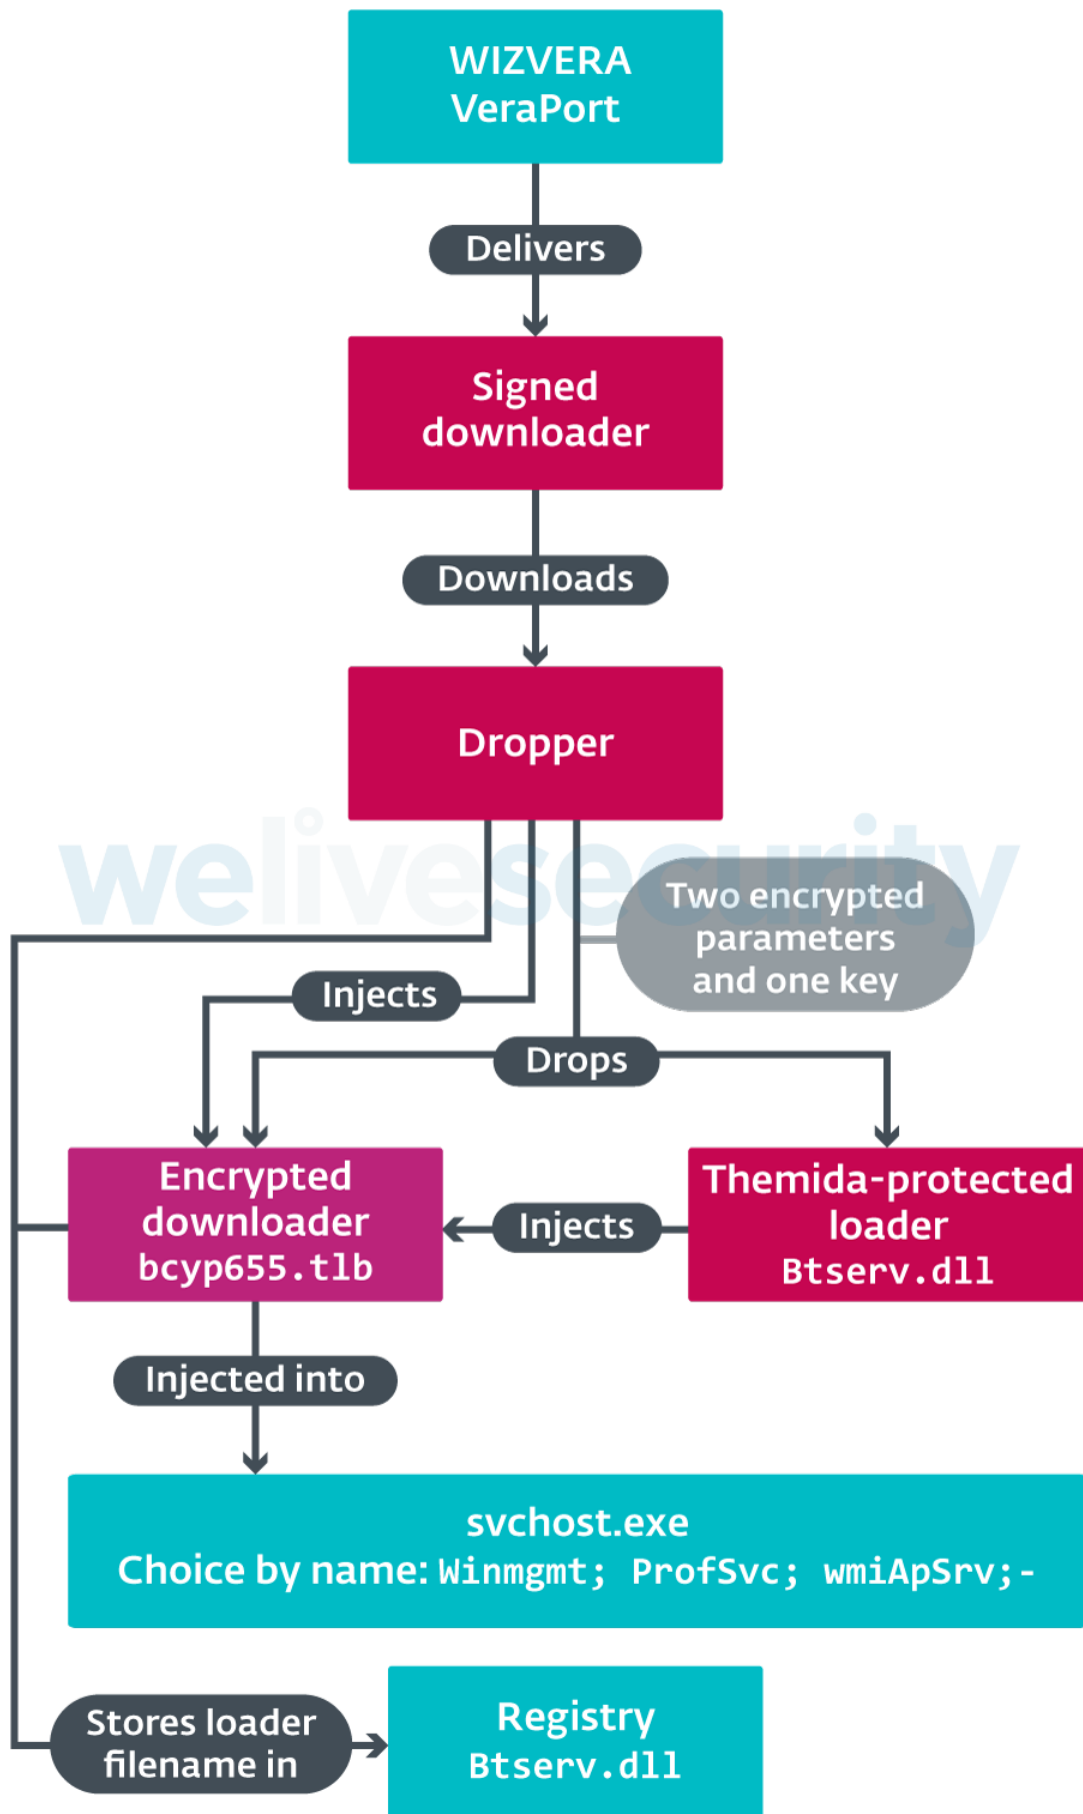 WIZVERA
VeraPort
Delivers
Signed
downloader
Downloads
Dropper
welivesecurity
Two encrypted
parameters
and one key
Injects
Drops
Encrypted
downloader
bcyp655.tlb
Injects
Themida-protected
loader
Btserv.dll
Injected into
svchost.exe
Choice by name: Winmgmt; ProfSvc; wmiApSrv;-
Stores loader
filename in
Registry
Btserv.dll